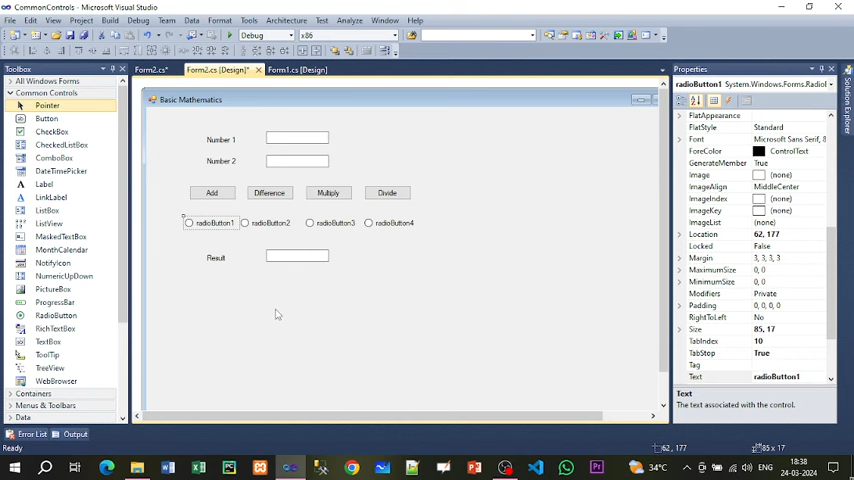 CommonControls - Microsoft Visual Studio
File Edit View Project Build Debug Team Data Format Tools Architecture Test Analyze Window Help
Debug x86
Toolbox
Form2.cs* Form2.cs [Design]* Form1.cs [Design]
Properties
All Windows Forms
Common Controls
Pointer
Button
CheckBox
CheckedListBox
ComboBox
DateTimePicker
Label
LinkLabel
ListBox
ListView
MaskedTextBox
MonthCalendar
NotifyIcon
NumericUpDown
PictureBox
ProgressBar
RadioButton
RichTextBox
TextBox
ToolTip
TreeView
WebBrowser
Containers
Menus & Toolbars
Data
Basic Mathematics
Number 1
Number 2
Add Difference Multiply Divide
radioButton1 radioButton2 radioButton3 radioButton4
Result
radioButton1 System.Windows.Forms.RadioI
FlatAppearance
FlatStyle Standard
Font Microsoft Sans Serif, 8
ForeColor ControlText
GenerateMember True
Image (none)
ImageAlign MiddleCenter
ImageIndex (none)
ImageKey (none)
ImageList (none)
Location 62, 177
Locked False
Margin 3, 3, 3, 3
MaximumSize 0, 0
MinimumSize 0, 0
Modifiers Private
Padding 0, 0, 0, 0
RightToLeft No
Size 85, 17
TabIndex 10
TabStop True
Tag
Text radioButton1
Text
The text associated with the control.
Solution Explorer
Error List Output
Ready 62, 177 85 x 17
34°C ENG 18:38
24-03-2024